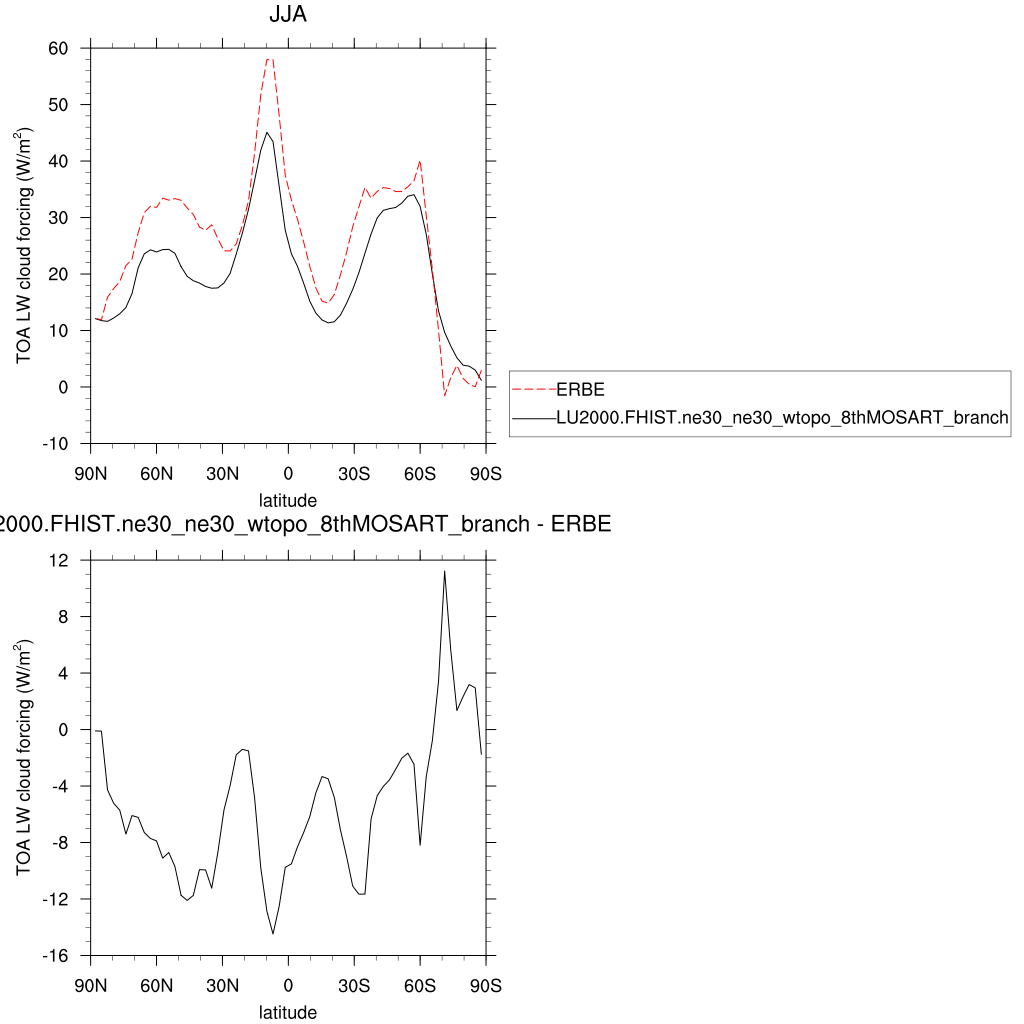 JJA
60
50
40
30
20
10
0
-10
TOA LW cloud forcing (W/m²)
90N 60N 30N 0 30S 60S 90S
latitude
ERBE
LU2000.FHIST.ne30_ne30_wtopo_8thMOSART_branch
2000.FHIST.ne30_ne30_wtopo_8thMOSART_branch - ERBE
12
8
4
0
-4
-8
-12
-16
TOA LW cloud forcing (W/m²)
90N 60N 30N 0 30S 60S 90S
latitude